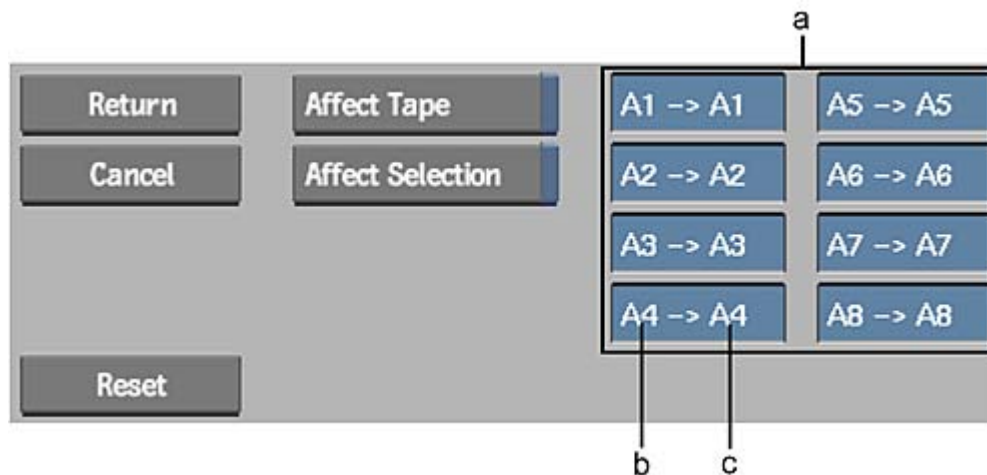 a
Return Affect Tape A1 -> A1 A5 -> A5
Cancel Affect Selection A2 -> A2 A6 -> A6
A3 -> A3 A7 -> A7
A4 -> A4 A8 -> A8
Reset
b c